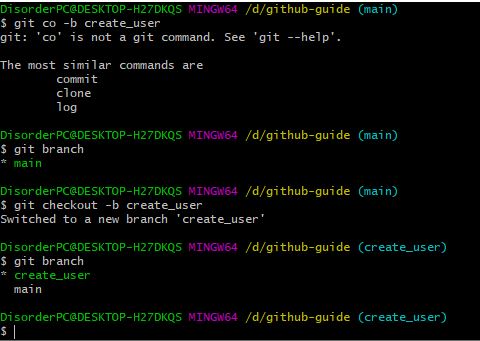 DisorderPC@DESKTOP-H27DKQS MINGW64 /d/github-guide (main)
$ git co -b create_user
git: 'co' is not a git command. See 'git --help'.
The most similar commands are
commit
clone
log
DisorderPC@DESKTOP-H27DKQS MINGW64 /d/github-guide (main)
$ git branch
* main
DisorderPC@DESKTOP-H27DKQS MINGW64 /d/github-guide (main)
$ git checkout -b create_user
Switched to a new branch 'create_user'
DisorderPC@DESKTOP-H27DKQS MINGW64 /d/github-guide (create_user)
$ git branch
* create_user
main
DisorderPC@DESKTOP-H27DKQS MINGW64 /d/github-guide (create_user)
$